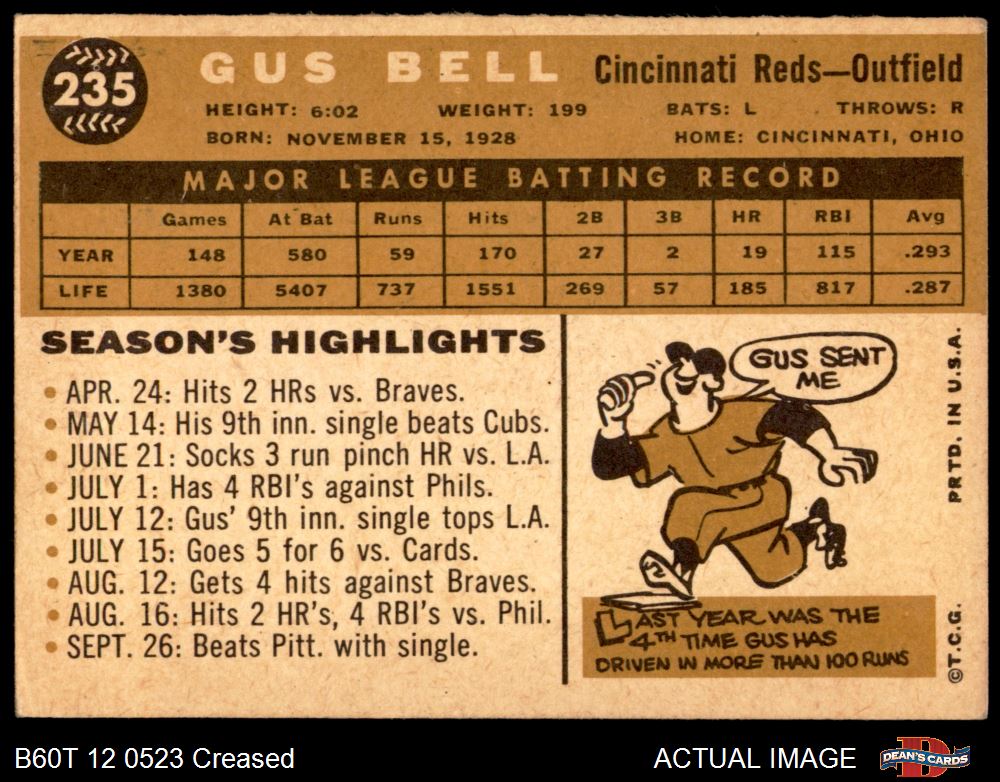 235
GUS BELL Cincinnati Reds—Outfield
HEIGHT: 6:02 WEIGHT: 199 BATS: L THROWS: R
BORN: NOVEMBER 15, 1928 HOME: CINCINNATI, OHIO
MAJOR LEAGUE BATTING RECORD
Games At Bat Runs Hits 2B 3B HR RBI Avg
YEAR 148 580 59 170 27 2 19 115 .293
LIFE 1380 5407 737 1551 269 57 185 817 .287
SEASON'S HIGHLIGHTS
• APR. 24: Hits 2 HRs vs. Braves.
• MAY 14: His 9th inn. single beats Cubs.
• JUNE 21: Socks 3 run pinch HR vs. L.A.
• JULY 1: Has 4 RBI's against Phils.
• JULY 12: Gus' 9th inn. single tops L.A.
• JULY 15: Goes 5 for 6 vs. Cards.
• AUG. 12: Gets 4 hits against Braves.
• AUG. 16: Hits 2 HR's, 4 RBI's vs. Phil.
• SEPT. 26: Beats Pitt. with single.
GUS SENT
ME
LAST YEAR WAS THE
4TH TIME GUS HAS
DRIVEN IN MORE THAN 100 RUNS
PRTD. IN U.S.A.
©T.C.G.
B60T 12 0523 Creased
ACTUAL IMAGE
D
DEAN'S CARDS